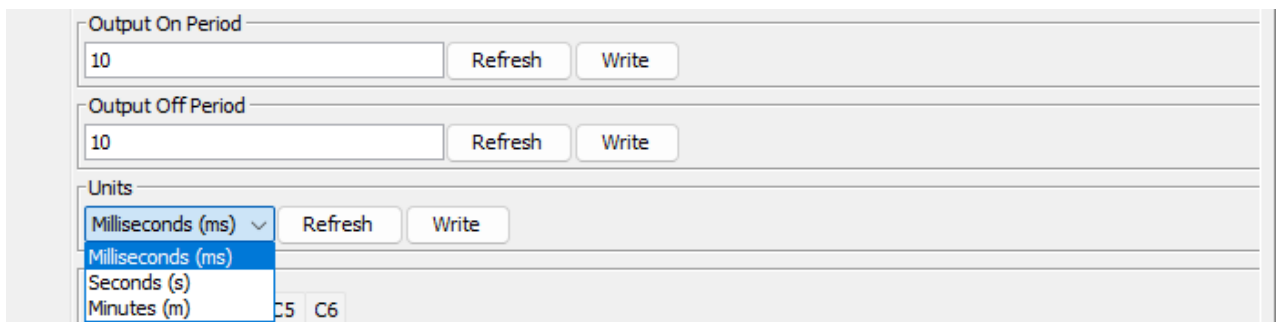 Output On Period
10 Refresh Write
Output Off Period
10 Refresh Write
Units
Milliseconds (ms) Refresh Write
Milliseconds (ms)
Seconds (s)
Minutes (m) C5 C6